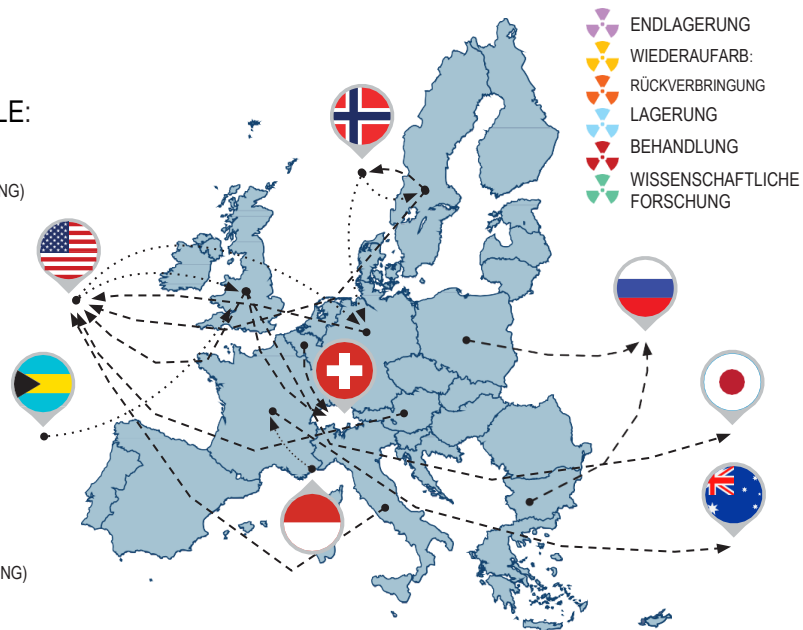 LE:
NG)
NG)
ENDLAGERUNG
WIEDERAUFARB:
RÜCKVERBRINGUNG
LAGERUNG
BEHANDLUNG
WISSENSCHAFTLICHE
FORSCHUNG